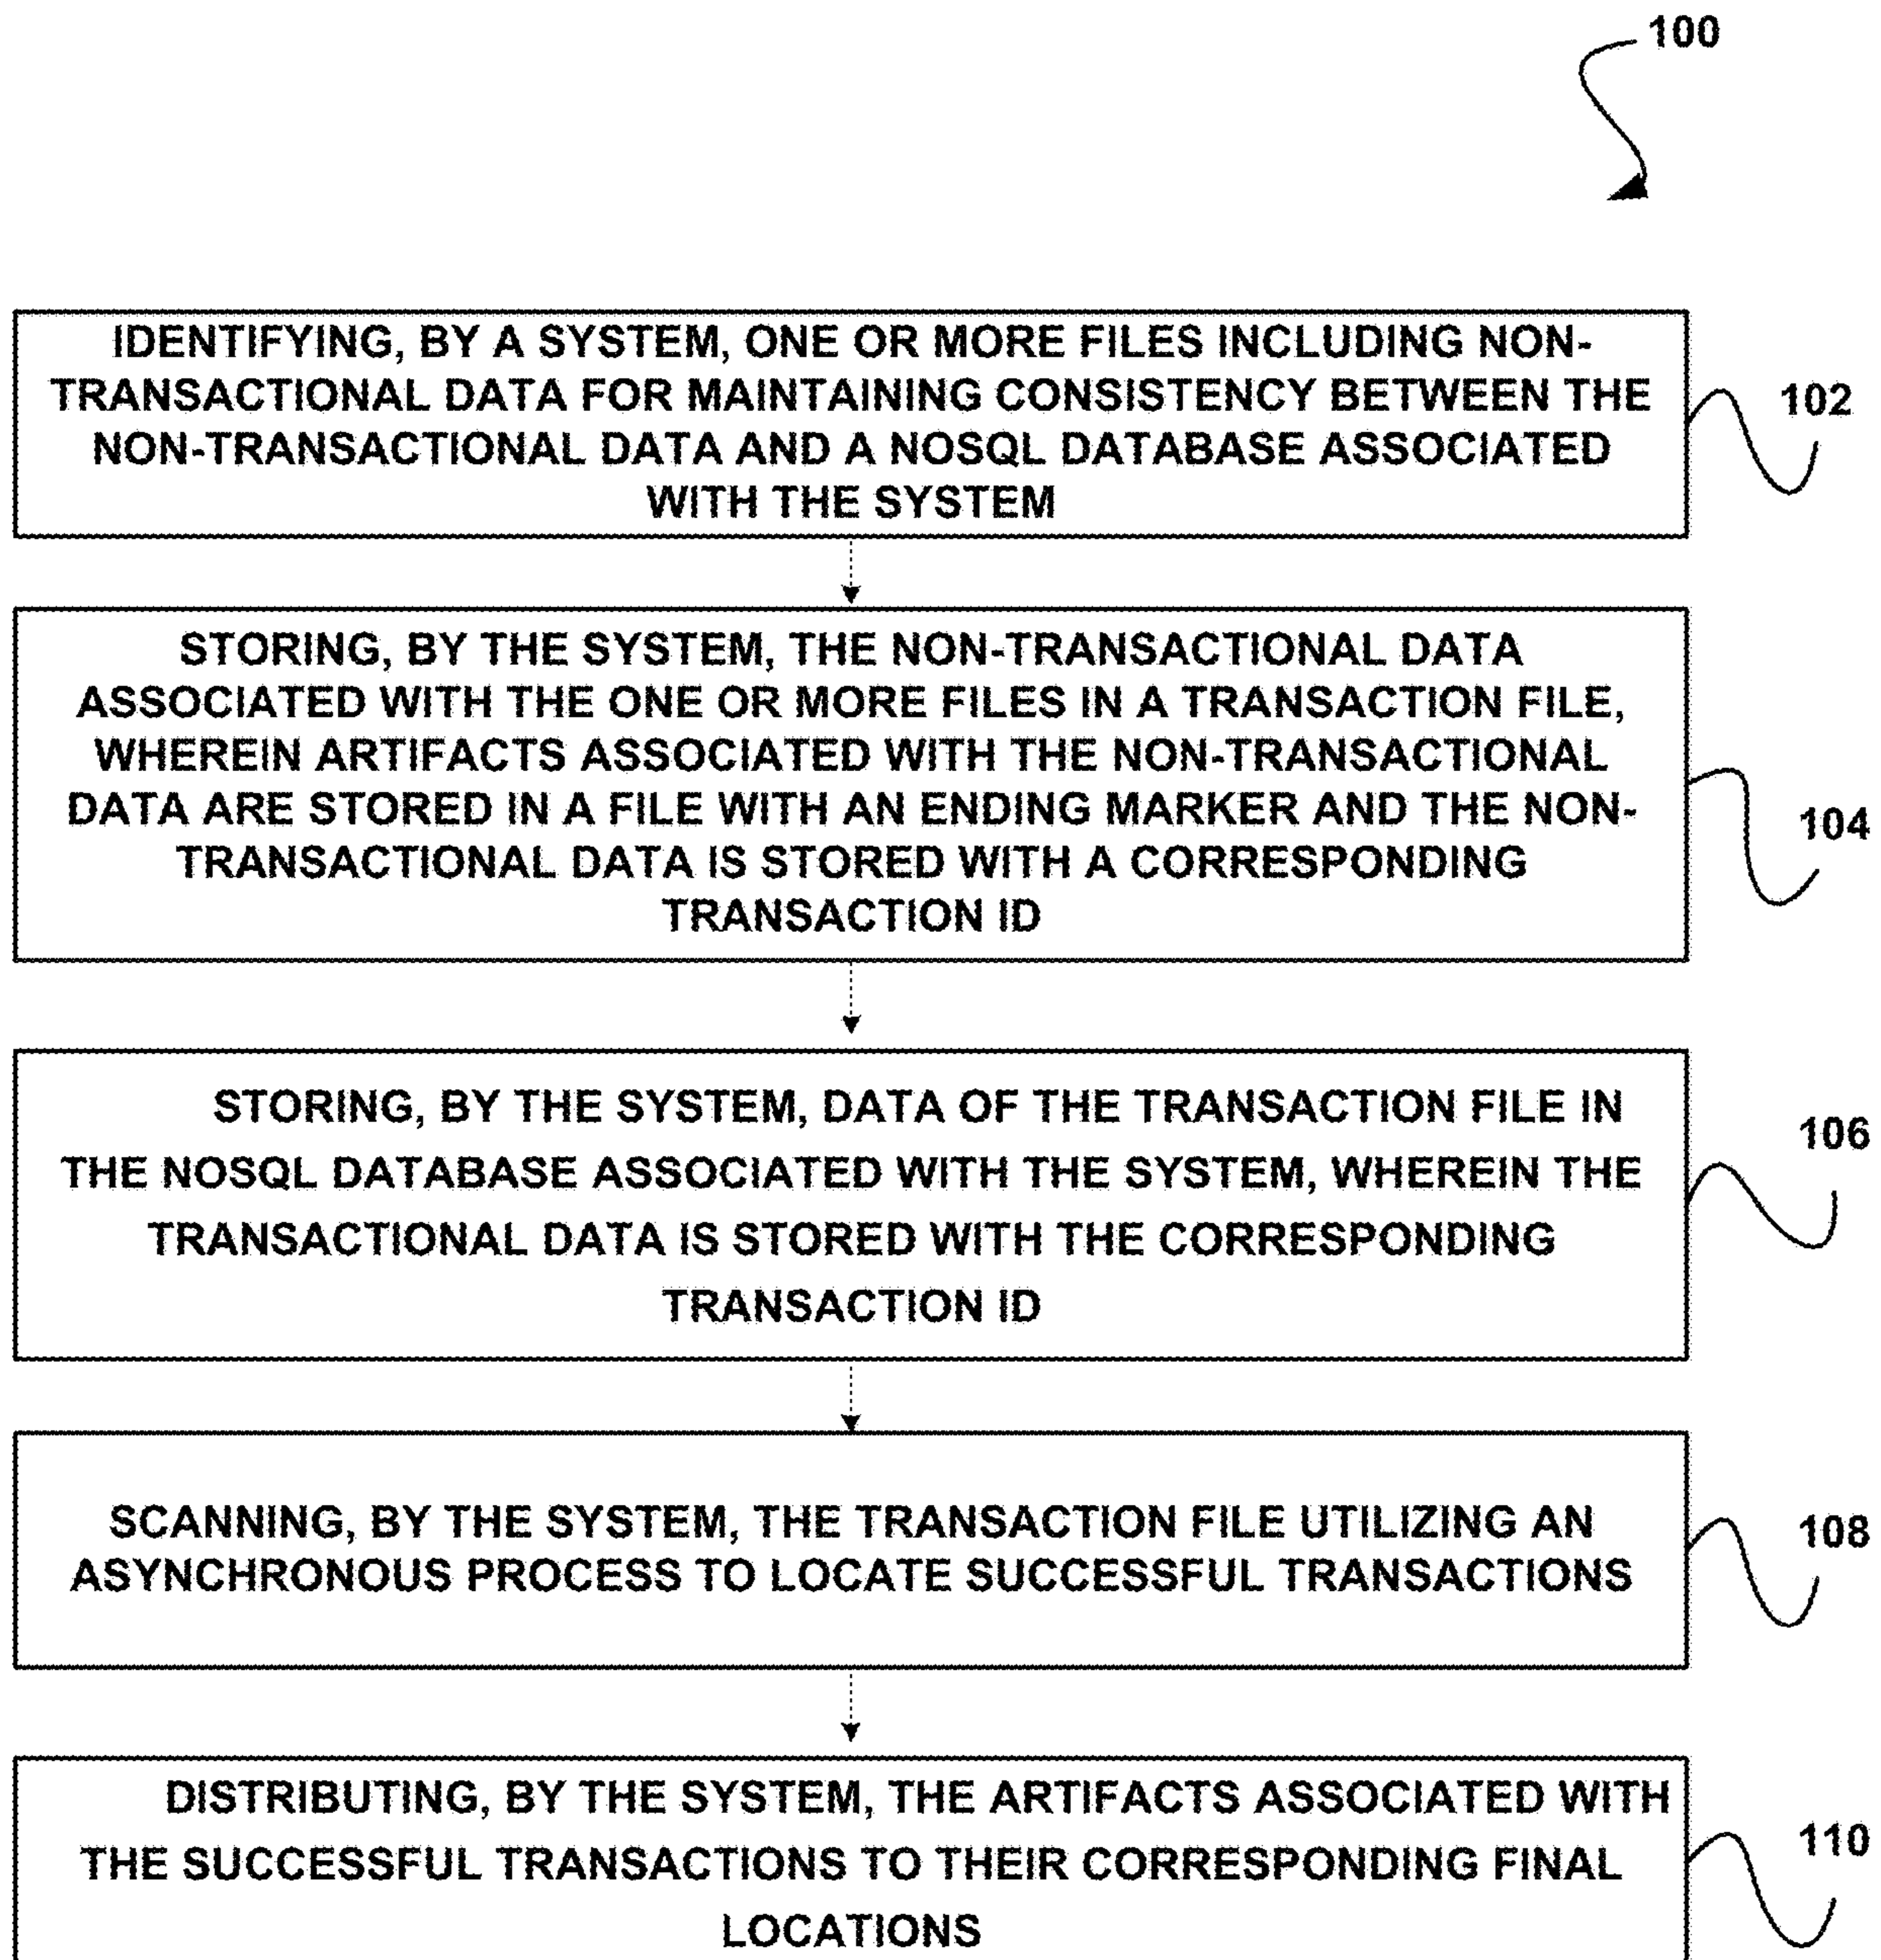 100
IDENTIFYING, BY A SYSTEM, ONE OR MORE FILES INCLUDING NON-
TRANSACTIONAL DATA FOR MAINTAINING CONSISTENCY BETWEEN THE
NON-TRANSACTIONAL DATA AND A NOSQL DATABASE ASSOCIATED
WITH THE SYSTEM
102
STORING, BY THE SYSTEM, THE NON-TRANSACTIONAL DATA
ASSOCIATED WITH THE ONE OR MORE FILES IN A TRANSACTION FILE,
WHEREIN ARTIFACTS ASSOCIATED WITH THE NON-TRANSACTIONAL
DATA ARE STORED IN A FILE WITH AN ENDING MARKER AND THE NON-
TRANSACTIONAL DATA IS STORED WITH A CORRESPONDING
TRANSACTION ID
104
STORING, BY THE SYSTEM, DATA OF THE TRANSACTION FILE IN
THE NOSQL DATABASE ASSOCIATED WITH THE SYSTEM, WHEREIN THE
TRANSACTIONAL DATA IS STORED WITH THE CORRESPONDING
TRANSACTION ID
106
SCANNING, BY THE SYSTEM, THE TRANSACTION FILE UTILIZING AN
ASYNCHRONOUS PROCESS TO LOCATE SUCCESSFUL TRANSACTIONS
108
DISTRIBUTING, BY THE SYSTEM, THE ARTIFACTS ASSOCIATED WITH
THE SUCCESSFUL TRANSACTIONS TO THEIR CORRESPONDING FINAL
LOCATIONS
110